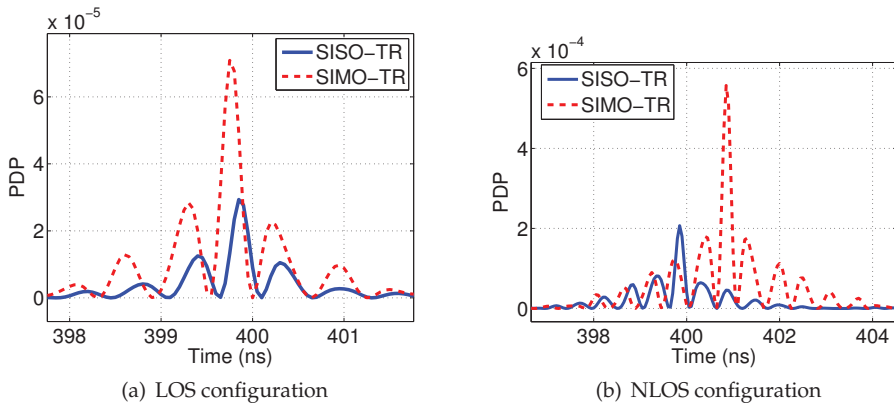 x 10⁻⁵
SISO−TR
SIMO−TR
6
4
2
0
PDP
398 399 400 401
Time (ns)
(a) LOS configuration
x 10⁻⁴
SISO−TR
SIMO−TR
6
4
2
0
PDP
398 400 402 404
Time (ns)
(b) NLOS configuration